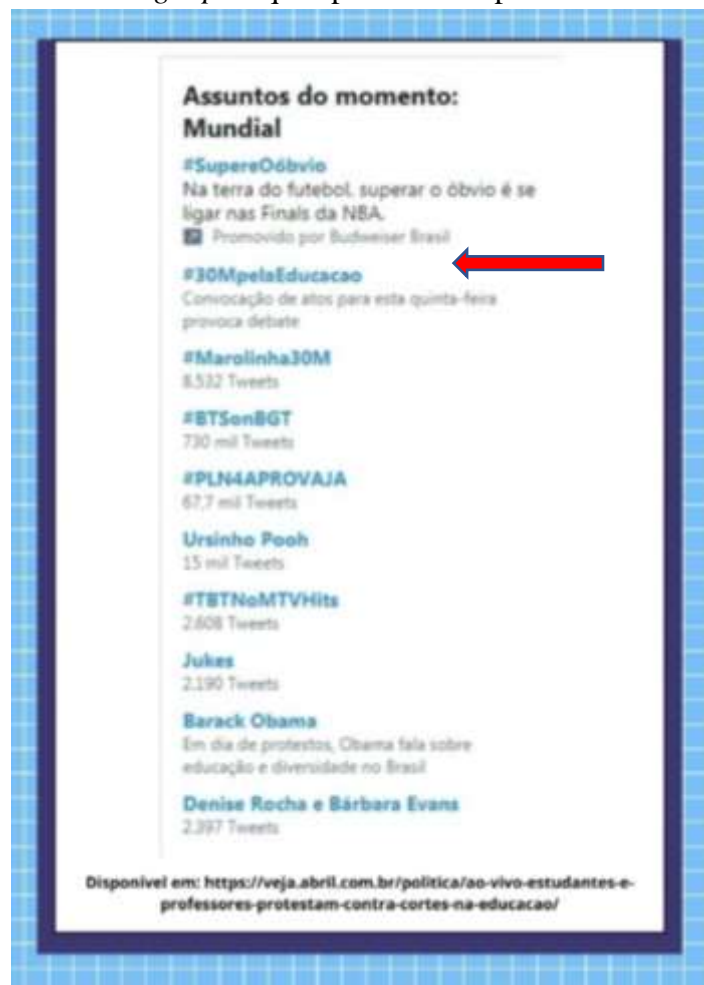 Assuntos do momento:
Mundial
#SupereOóbvio
Na terra do futebol, superar o óbvio é se
ligar nas Finals da NBA.
Promovido por Budweiser Brasil
#30MpelaEducacao
Convocação de atos para esta quinta-feira
provoca debate
#Marolinha30M
8.532 Tweets
#BTSonBGT
730 mil Tweets
#PLN4APROVAJA
67,7 mil Tweets
Ursinho Pooh
15 mil Tweets
#TBTNoMTVHits
2.608 Tweets
Jukes
2.190 Tweets
Barack Obama
Em dia de protestos, Obama fala sobre
educação e diversidade no Brasil
Denise Rocha e Bárbara Evans
2.397 Tweets
Disponível em: https://veja.abril.com.br/politica/ao-vivo-estudantes-e-
professores-protestam-contra-cortes-na-educacao/